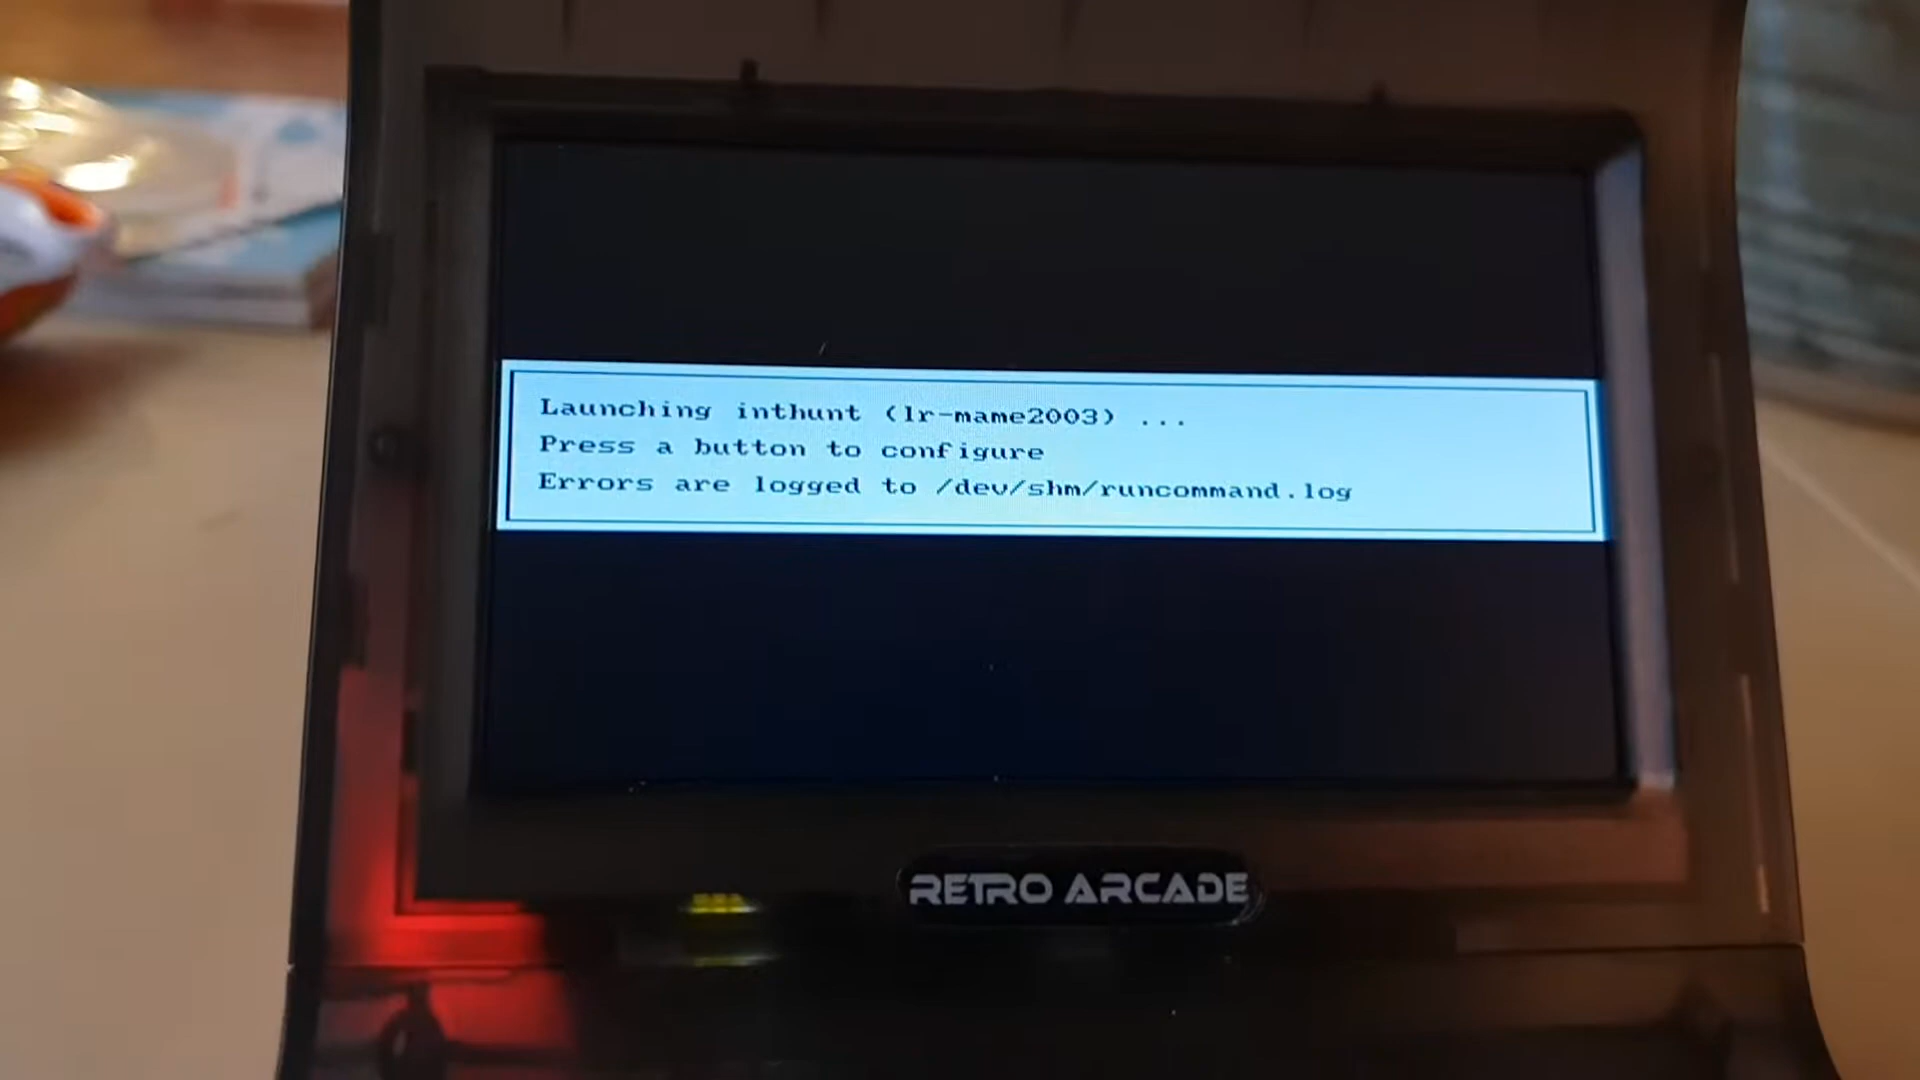 Launching inthunt (lr-mame2003) ...
Press a button to configure
Errors are logged to /dev/shm/runcommand.log
RETRO ARCADE